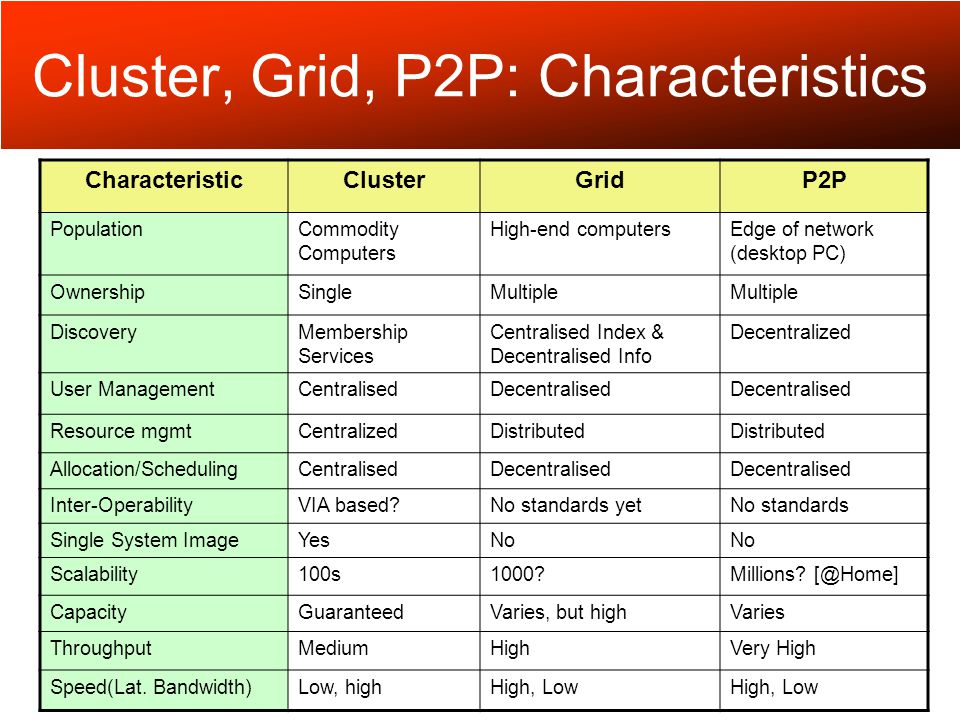 Cluster, Grid, P2P: Characteristics
Characteristic Cluster Grid P2P
Population Commodity Computers High-end computers Edge of network (desktop PC)
Ownership Single Multiple Multiple
Discovery Membership Services Centralised Index & Decentralised Info Decentralized
User Management Centralised Decentralised Decentralised
Resource mgmt Centralized Distributed Distributed
Allocation/Scheduling Centralised Decentralised Decentralised
Inter-Operability VIA based? No standards yet No standards
Single System Image Yes No No
Scalability 100s 1000? Millions? [@Home]
Capacity Guaranteed Varies, but high Varies
Throughput Medium High Very High
Speed(Lat. Bandwidth) Low, high High, Low High, Low